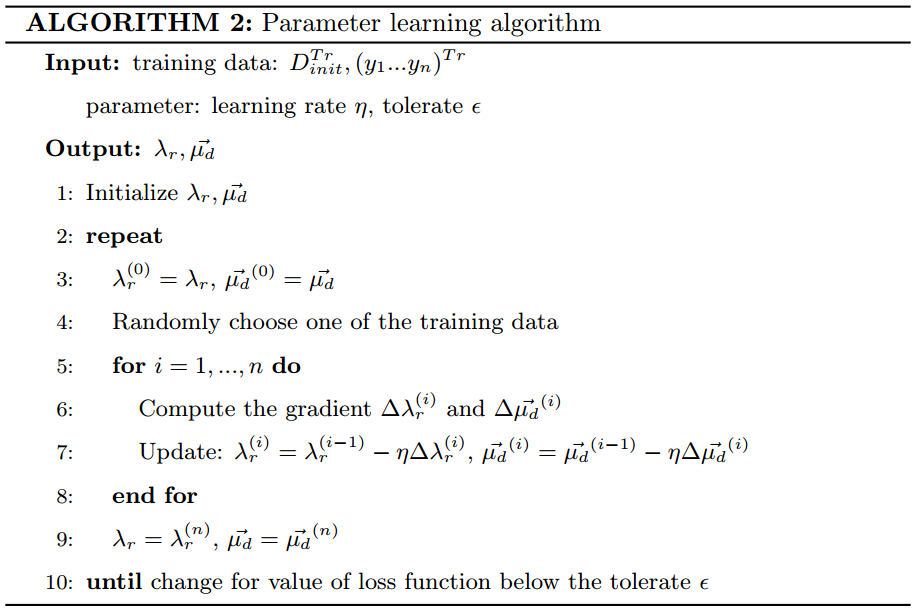 ALGORITHM 2: Parameter learning algorithm
Input: training data: $D_{init}^{Tr}, (y_1...y_n)^{Tr}$
parameter: learning rate $\eta$, tolerate $\epsilon$
Output: $\lambda_r, \vec{\mu_d}$
1: Initialize $\lambda_r, \vec{\mu_d}$
2: repeat
3: $\lambda_r^{(0)} = \lambda_r$, $\vec{\mu_d}^{(0)} = \vec{\mu_d}$
4: Randomly choose one of the training data
5: for $i = 1, ..., n$ do
6: Compute the gradient $\Delta\lambda_r^{(i)}$ and $\Delta\vec{\mu_d}^{(i)}$
7: Update: $\lambda_r^{(i)} = \lambda_r^{(i-1)} - \eta\Delta\lambda_r^{(i)}$, $\vec{\mu_d}^{(i)} = \vec{\mu_d}^{(i-1)} - \eta\Delta\vec{\mu_d}^{(i)}$
8: end for
9: $\lambda_r = \lambda_r^{(n)}$, $\vec{\mu_d} = \vec{\mu_d}^{(n)}$
10: until change for value of loss function below the tolerate $\epsilon$